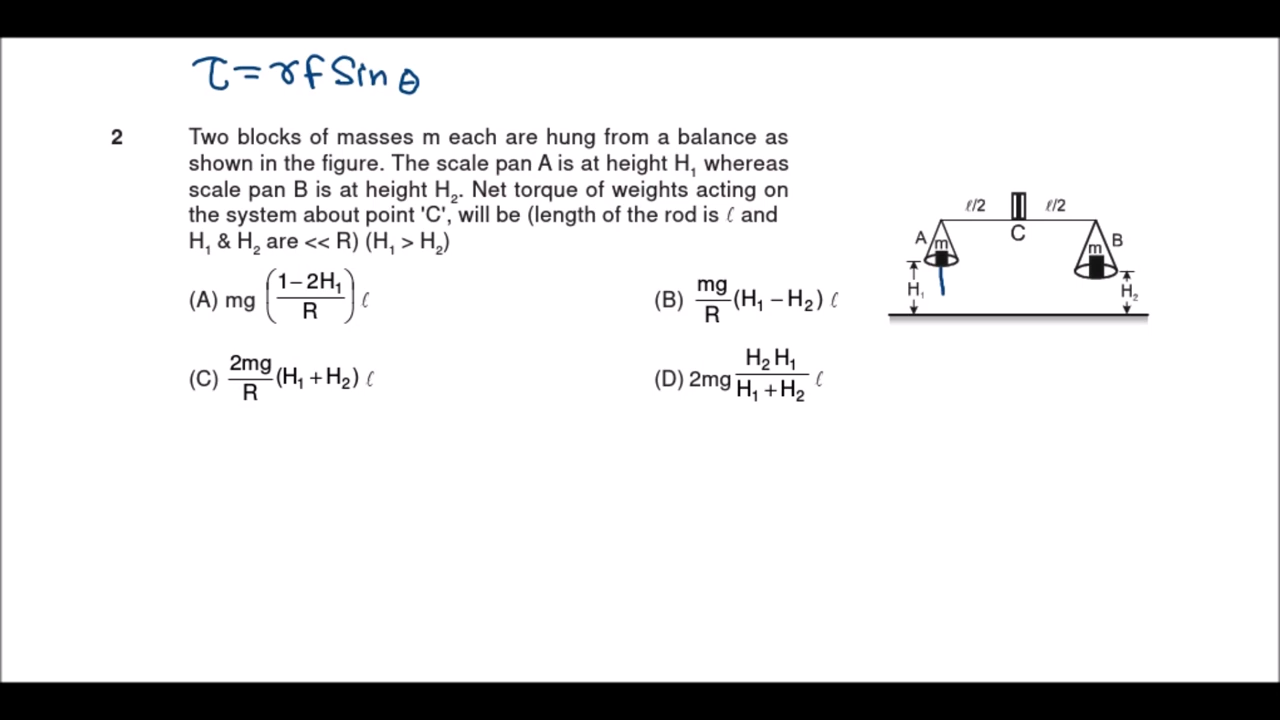 τ = rf Sin θ
2 Two blocks of masses m each are hung from a balance as
shown in the figure. The scale pan A is at height H₁ whereas
scale pan B is at height H₂. Net torque of weights acting on
the system about point 'C', will be (length of the rod is ℓ and
H₁ & H₂ are << R) (H₁ > H₂)
(A) mg ((1–2H₁)/R) ℓ
(B) mg/R (H₁ – H₂) ℓ
(C) 2mg/R (H₁ + H₂) ℓ
(D) 2mg H₂ H₁/(H₁ + H₂) ℓ
ℓ/2 ℓ/2
C
A m
m B
H₁
H₂